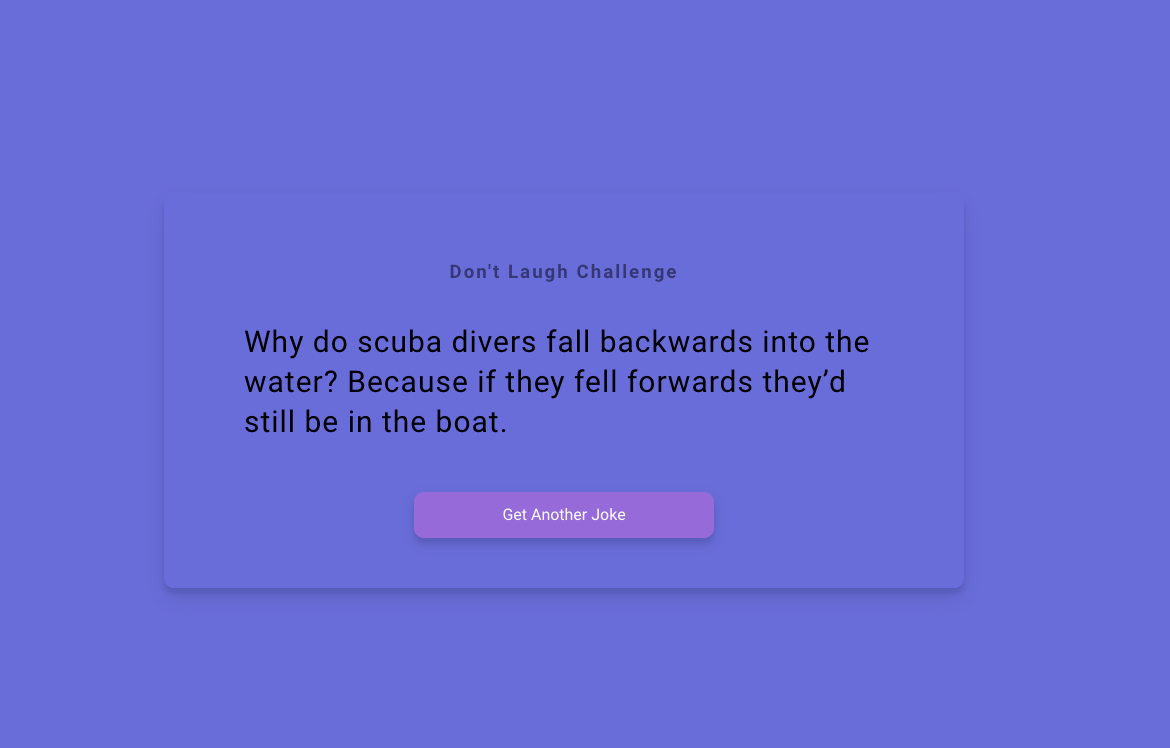 Don't Laugh Challenge
Why do scuba divers fall backwards into the
water? Because if they fell forwards they’d
still be in the boat.
Get Another Joke